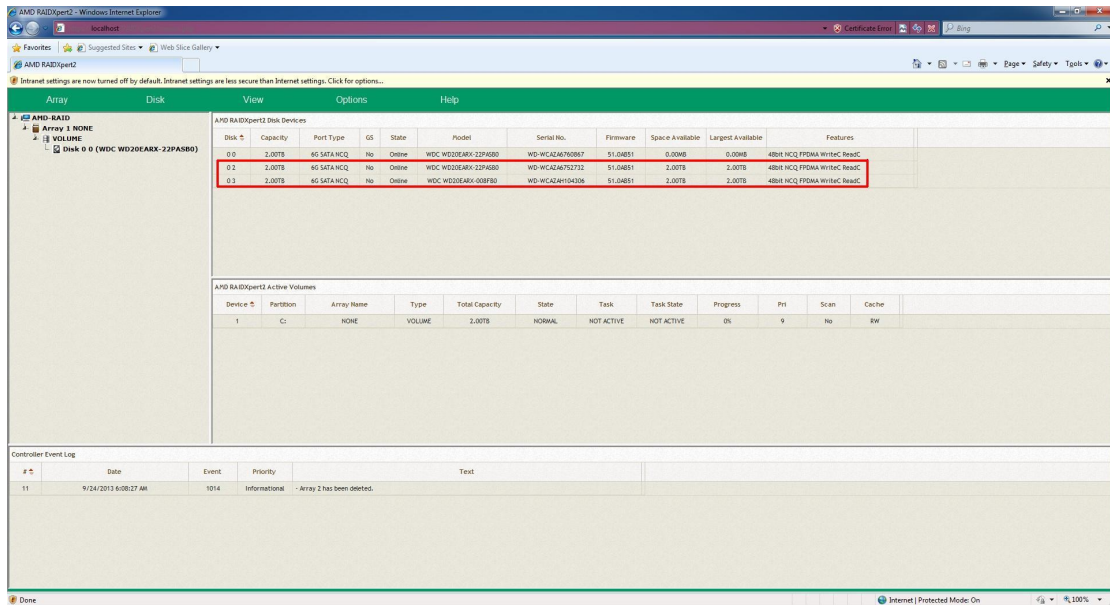 AMD RAIDXpert2 - Windows Internet Explorer
localhost
Certificate Error
Bing
Favorites Suggested Sites Web Slice Gallery
AMD RAIDXpert2
Page Safety Tools
Intranet settings are now turned off by default. Intranet settings are less secure than Internet settings. Click for options...
Array Disk View Options Help
AMD-RAID
Array 1 NONE
VOLUME
Disk 0 0 (WDC WD20EARX-22PASB0)
AMD RAIDXpert2 Disk Devices
Disk Capacity Port Type GS State Model Serial No. Firmware Space Available Largest Available Features
0 0 2.00TB 6G SATA NCQ No Online WDC WD20EARX-22PASB0 WD-WCAZA6760867 51.0AB51 0.00MB 0.00MB 48bit NCQ FPDMA WriteC ReadC
0 2 2.00TB 6G SATA NCQ No Online WDC WD20EARX-22PASB0 WD-WCAZA6752732 51.0AB51 2.00TB 2.00TB 48bit NCQ FPDMA WriteC ReadC
0 3 2.00TB 6G SATA NCQ No Online WDC WD20EARX-008FB0 WD-WCAZAH104306 51.0AB51 2.00TB 2.00TB 48bit NCQ FPDMA WriteC ReadC
AMD RAIDXpert2 Active Volumes
Device Partition Array Name Type Total Capacity State Task Task State Progress Pri Scan Cache
1 C: NONE VOLUME 2.00TB NORMAL NOT ACTIVE NOT ACTIVE 0% 9 No RW
Controller Event Log
# Date Event Priority Text
11 9/24/2013 6:08:27 AM 1014 Informational - Array 2 has been deleted.
Done
Internet | Protected Mode: On
100%